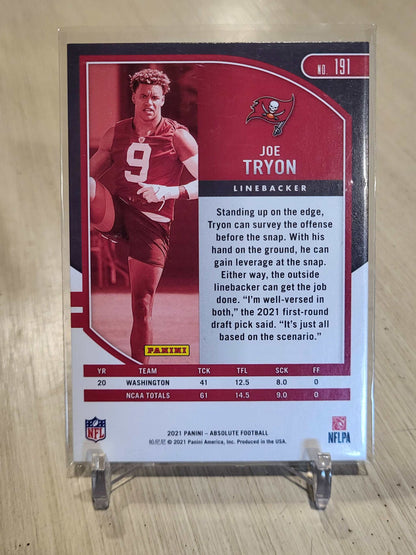 NO. 191
9
JOE
TRYON
LINEBACKER
Standing up on the edge,
Tryon can survey the offense
before the snap. With his
hand on the ground, he can
gain leverage at the snap.
Either way, the outside
linebacker can get the job
done. “I’m well-versed in
both,” the 2021 first-round
draft pick said. “It’s just all
based on the scenario.”
PANINI
YR TEAM TCK TFL SCK FF
20 WASHINGTON 41 12.5 8.0 0
NCAA TOTALS 61 14.5 9.0 0
NFL
2021 PANINI – ABSOLUTE FOOTBALL
© 2021 Panini America, Inc. Produced in the USA.
NFLPA